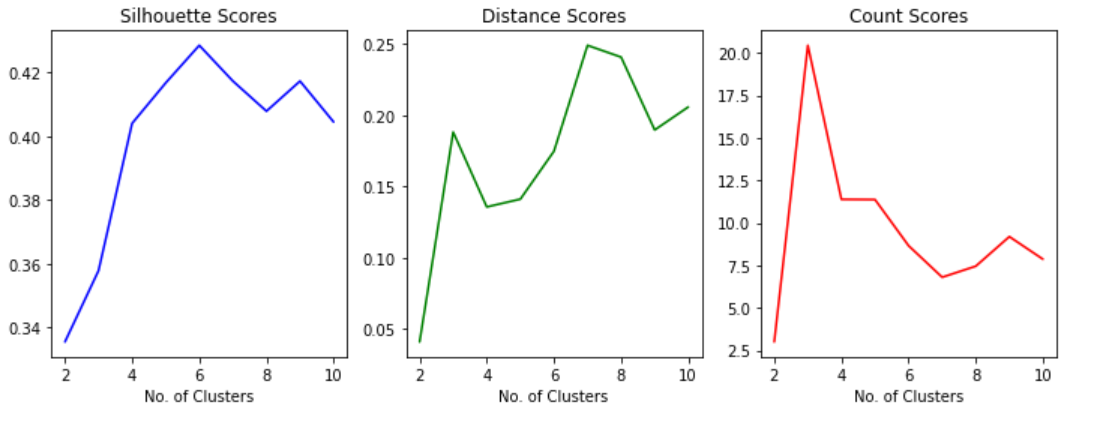 Silhouette Scores
0.42
0.40
0.38
0.36
0.34
2 4 6 8 10
No. of Clusters
Distance Scores
0.25
0.20
0.15
0.10
0.05
2 4 6 8 10
No. of Clusters
Count Scores
20.0
17.5
15.0
12.5
10.0
7.5
5.0
2.5
2 4 6 8 10
No. of Clusters